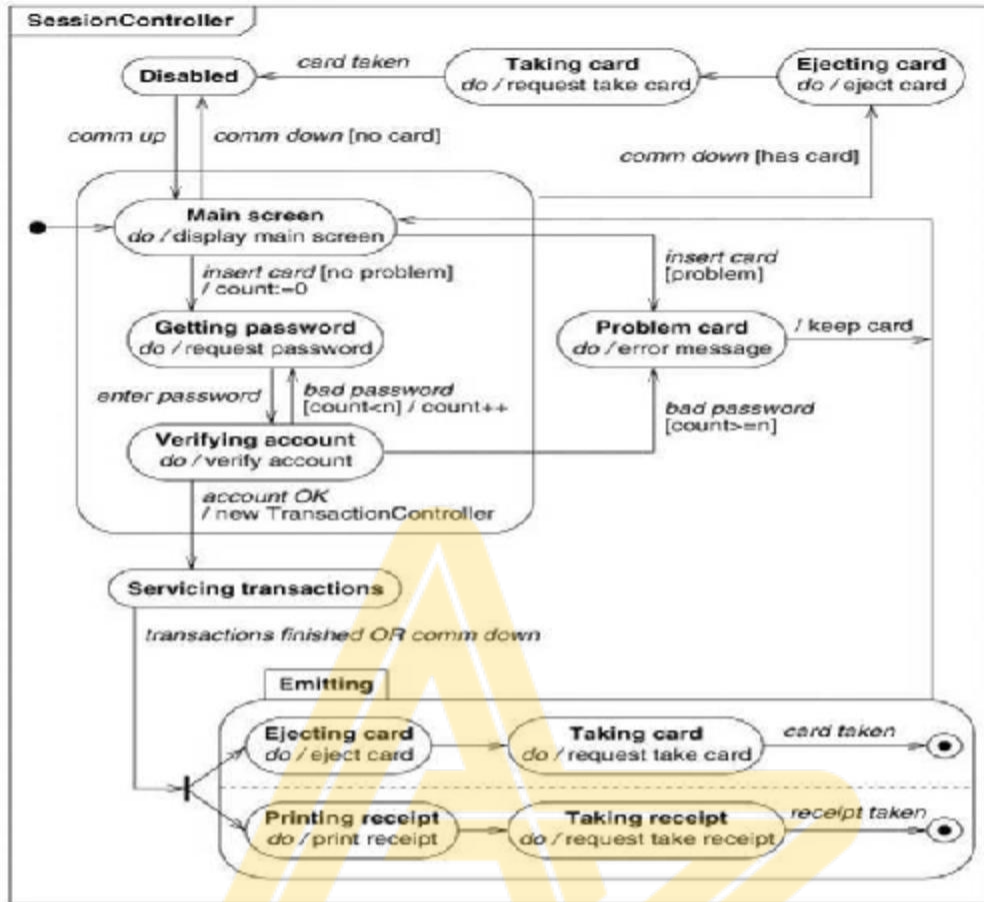 SessionController
Disabled
card taken
Taking card
do / request take card
Ejecting card
do / eject card
comm up
comm down [no card]
comm down [has card]
Main screen
do / display main screen
insert card [no problem]
/ count:=0
insert card
[problem]
Getting password
do / request password
Problem card
do / error message
/ keep card
enter password
bad password
[count<n] / count++
bad password
[count>=n]
Verifying account
do / verify account
account OK
/ new TransactionController
Servicing transactions
transactions finished OR comm down
Emitting
Ejecting card
do / eject card
Taking card
do / request take card
card taken
Printing receipt
do / print receipt
Taking receipt
do / request take receipt
receipt taken